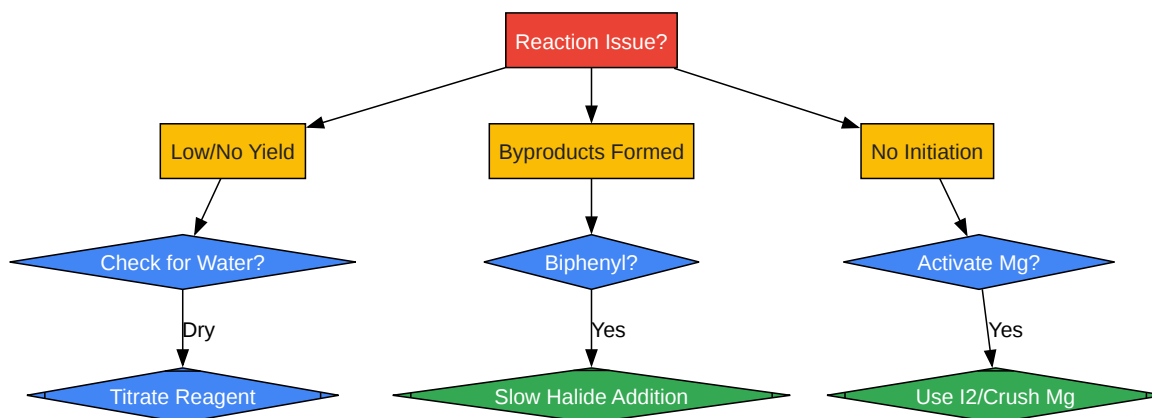 Reaction Issue?
Low/No Yield
Byproducts Formed
No Initiation
Check for Water?
Biphenyl?
Activate Mg?
Dry
Yes
Yes
Titrate Reagent
Slow Halide Addition
Use I2/Crush Mg